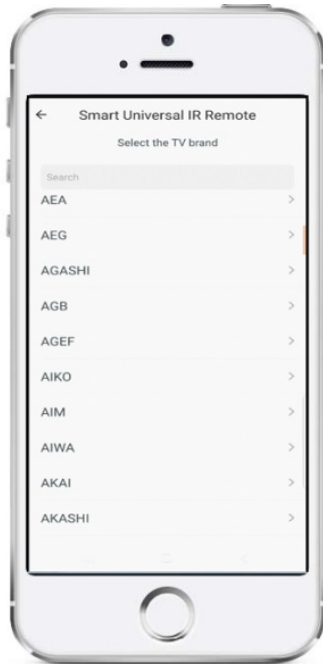 Smart Universal IR Remote
Select the TV brand
Search
AEA
AEG
AGASHI
AGB
AGEF
AIKO
AIM
AIWA
AKAI
AKASHI